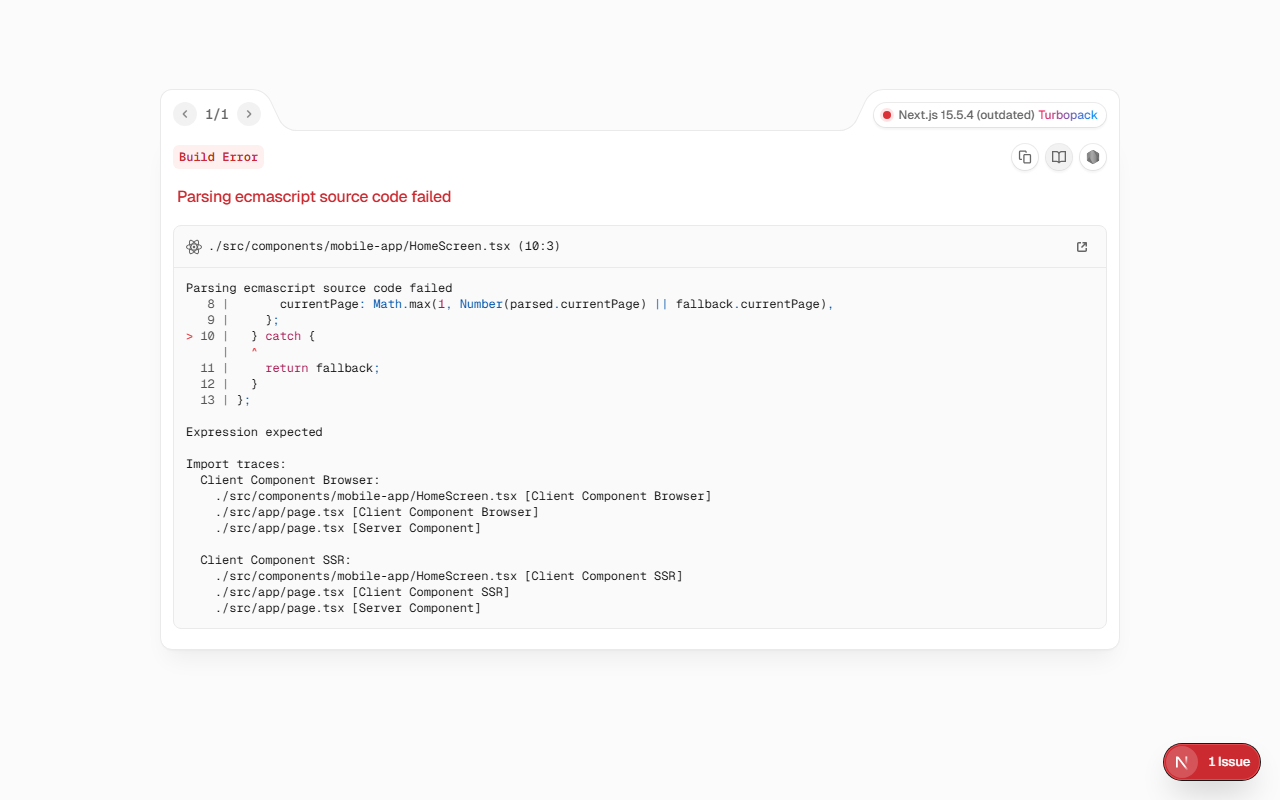 1/1
Next.js 15.5.4 (outdated) Turbopack
Build Error
Parsing ecmascript source code failed
./src/components/mobile-app/HomeScreen.tsx (10:3)
Parsing ecmascript source code failed
   8 |       currentPage: Math.max(1, Number(parsed.currentPage) || fallback.currentPage),
   9 |     };
> 10 |   } catch {
     |   ^
  11 |     return fallback;
  12 |   }
  13 | };
Expression expected
Import traces:
  Client Component Browser:
    ./src/components/mobile-app/HomeScreen.tsx [Client Component Browser]
    ./src/app/page.tsx [Client Component Browser]
    ./src/app/page.tsx [Server Component]
  Client Component SSR:
    ./src/components/mobile-app/HomeScreen.tsx [Client Component SSR]
    ./src/app/page.tsx [Client Component SSR]
    ./src/app/page.tsx [Server Component]
N 1 Issue